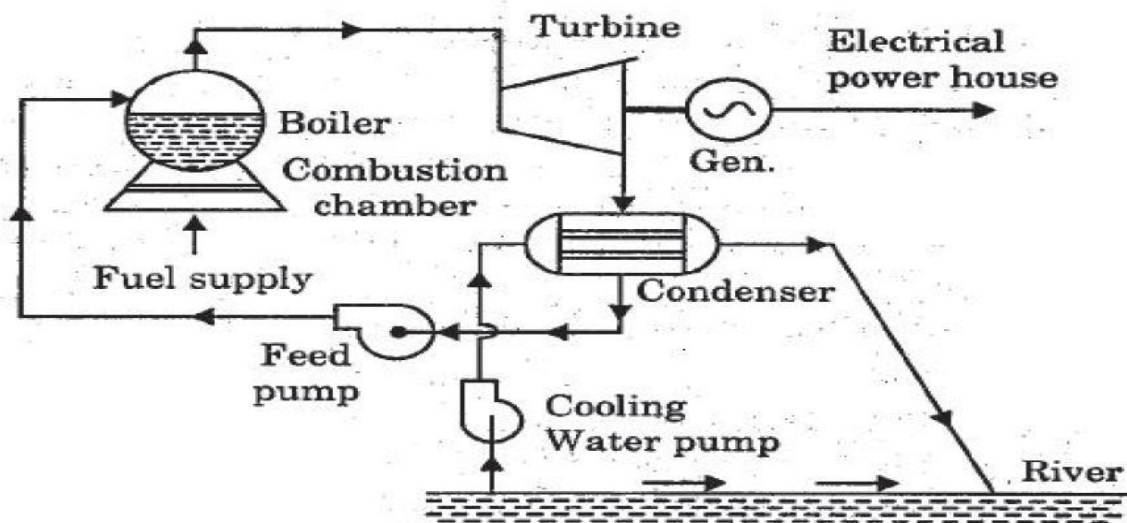 Turbine
Electrical
power house
Boiler
Gen.
Combustion
chamber
Fuel supply
Condenser
Feed
pump
Cooling
Water pump
River